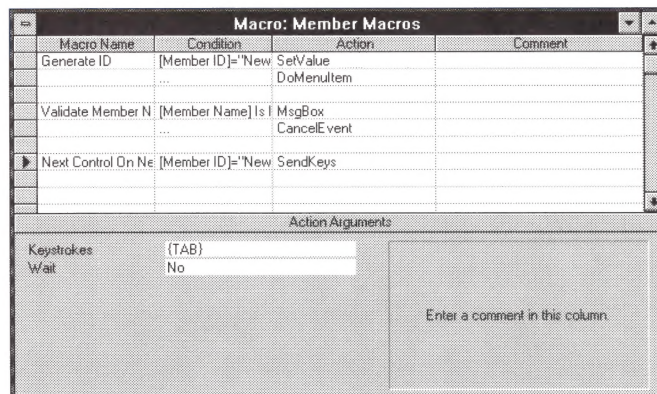 Macro: Member Macros
Macro Name Condition Action Comment
Generate ID [Member ID]="New SetValue
... DoMenuItem
Validate Member N [Member Name] Is I MsgBox
... CancelEvent
Next Control On Ne [Member ID]="New SendKeys
Action Arguments
Keystrokes {TAB}
Wait No
Enter a comment in this column.